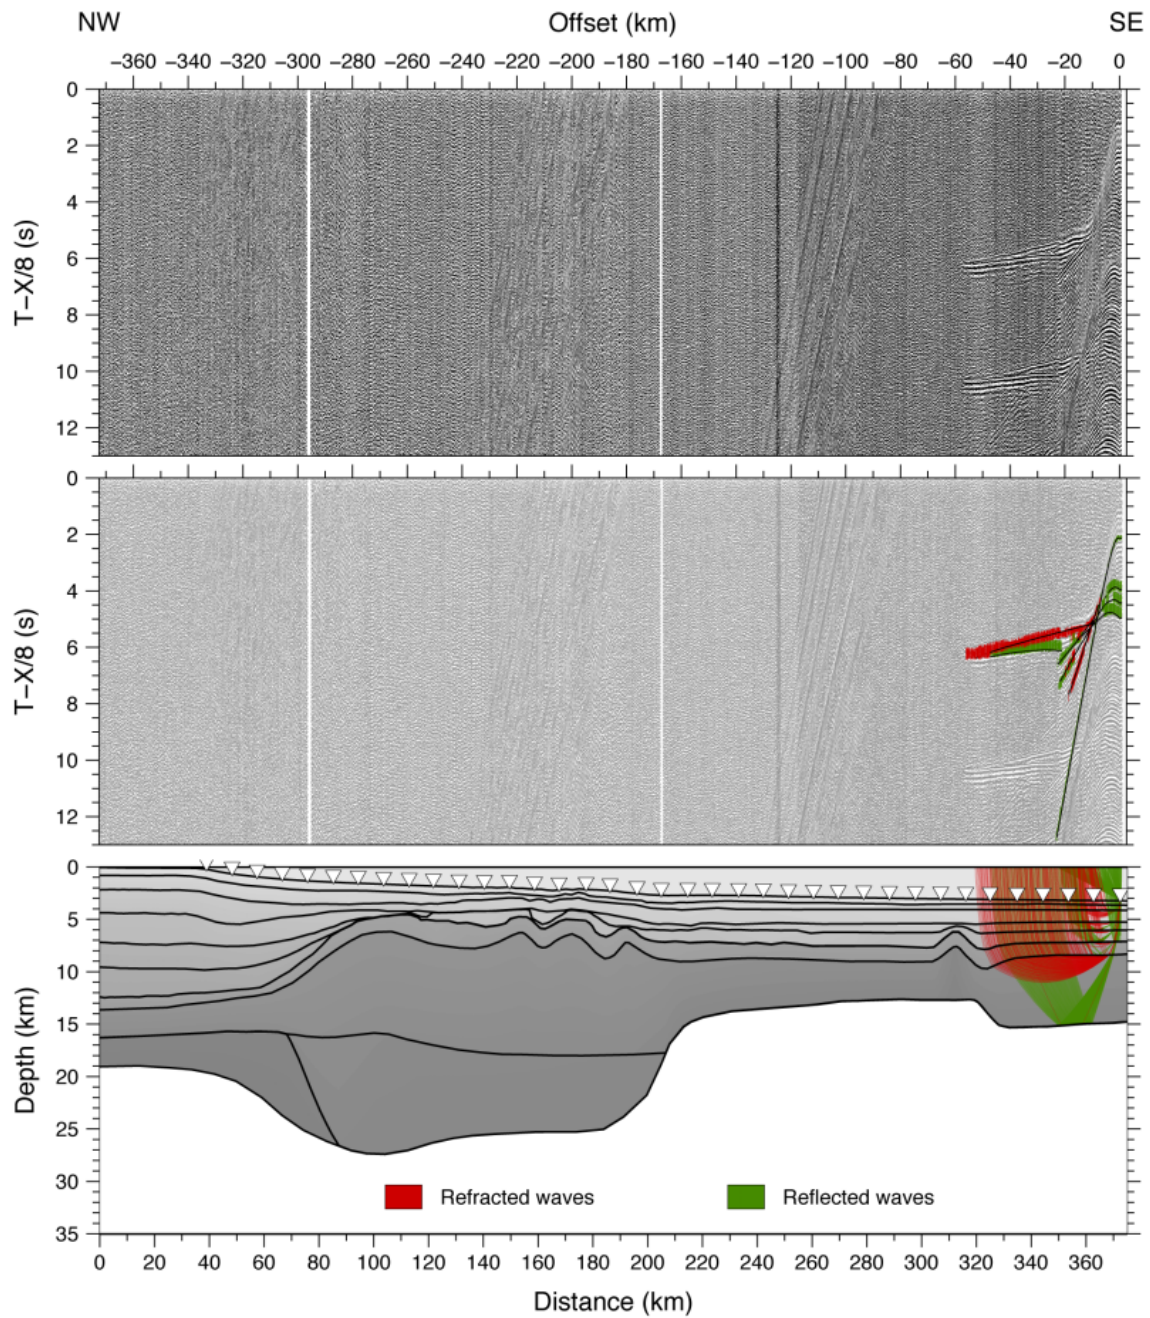 NW Offset (km) SE
−360 −340 −320 −300 −280 −260 −240 −220 −200 −180 −160 −140 −120 −100 −80 −60 −40 −20 0
T−X/8 (s)
0
2
4
6
8
10
12
T−X/8 (s)
0
2
4
6
8
10
12
Depth (km)
0
5
10
15
20
25
30
35
Refracted waves Reflected waves
0 20 40 60 80 100 120 140 160 180 200 220 240 260 280 300 320 340 360
Distance (km)